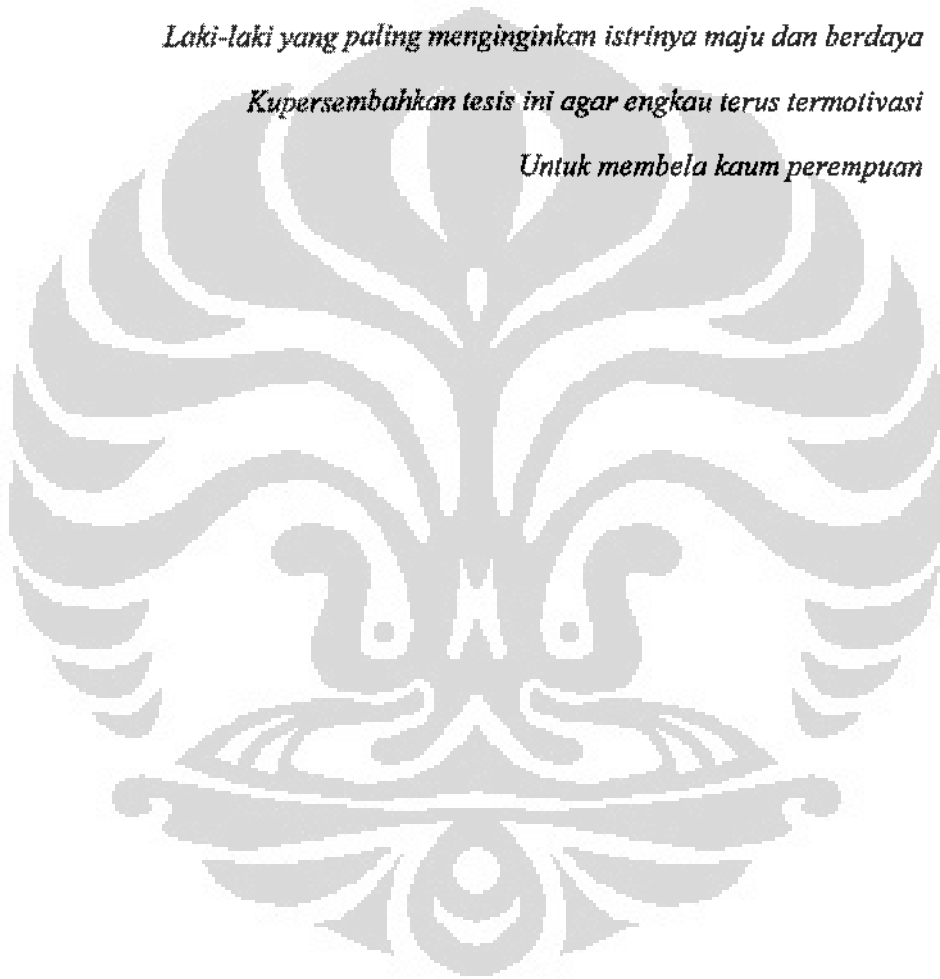 Laki-laki yang paling menginginkan istrinya maju dan berdaya
Kupersembahkan tesis ini agar engkau terus termotivasi
Untuk membela kaum perempuan